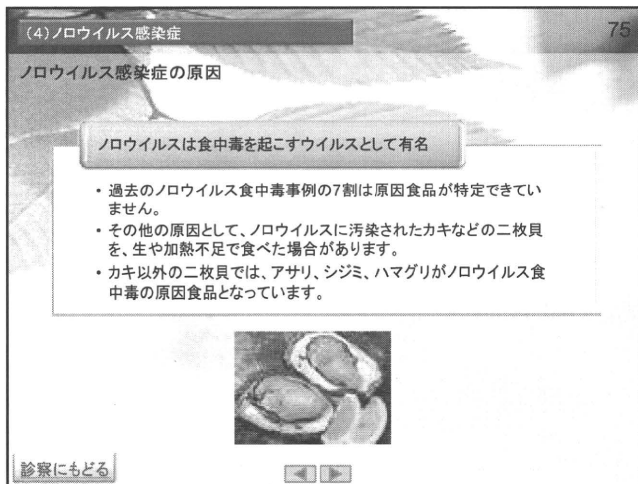 (4)ノロウイルス感染症
75
ノロウイルス感染症の原因
ノロウイルスは食中毒を起こすウイルスとして有名
・過去のノロウイルス食中毒事例の7割は原因食品が特定できてい
ません。
・その他の原因として、ノロウイルスに汚染されたカキなどの二枚貝
を、生や加熱不足で食べた場合があります。
・カキ以外の二枚貝では、アサリ、シジミ、ハマグリがノロウイルス食
中毒の原因食品となっています。
診察にもどる